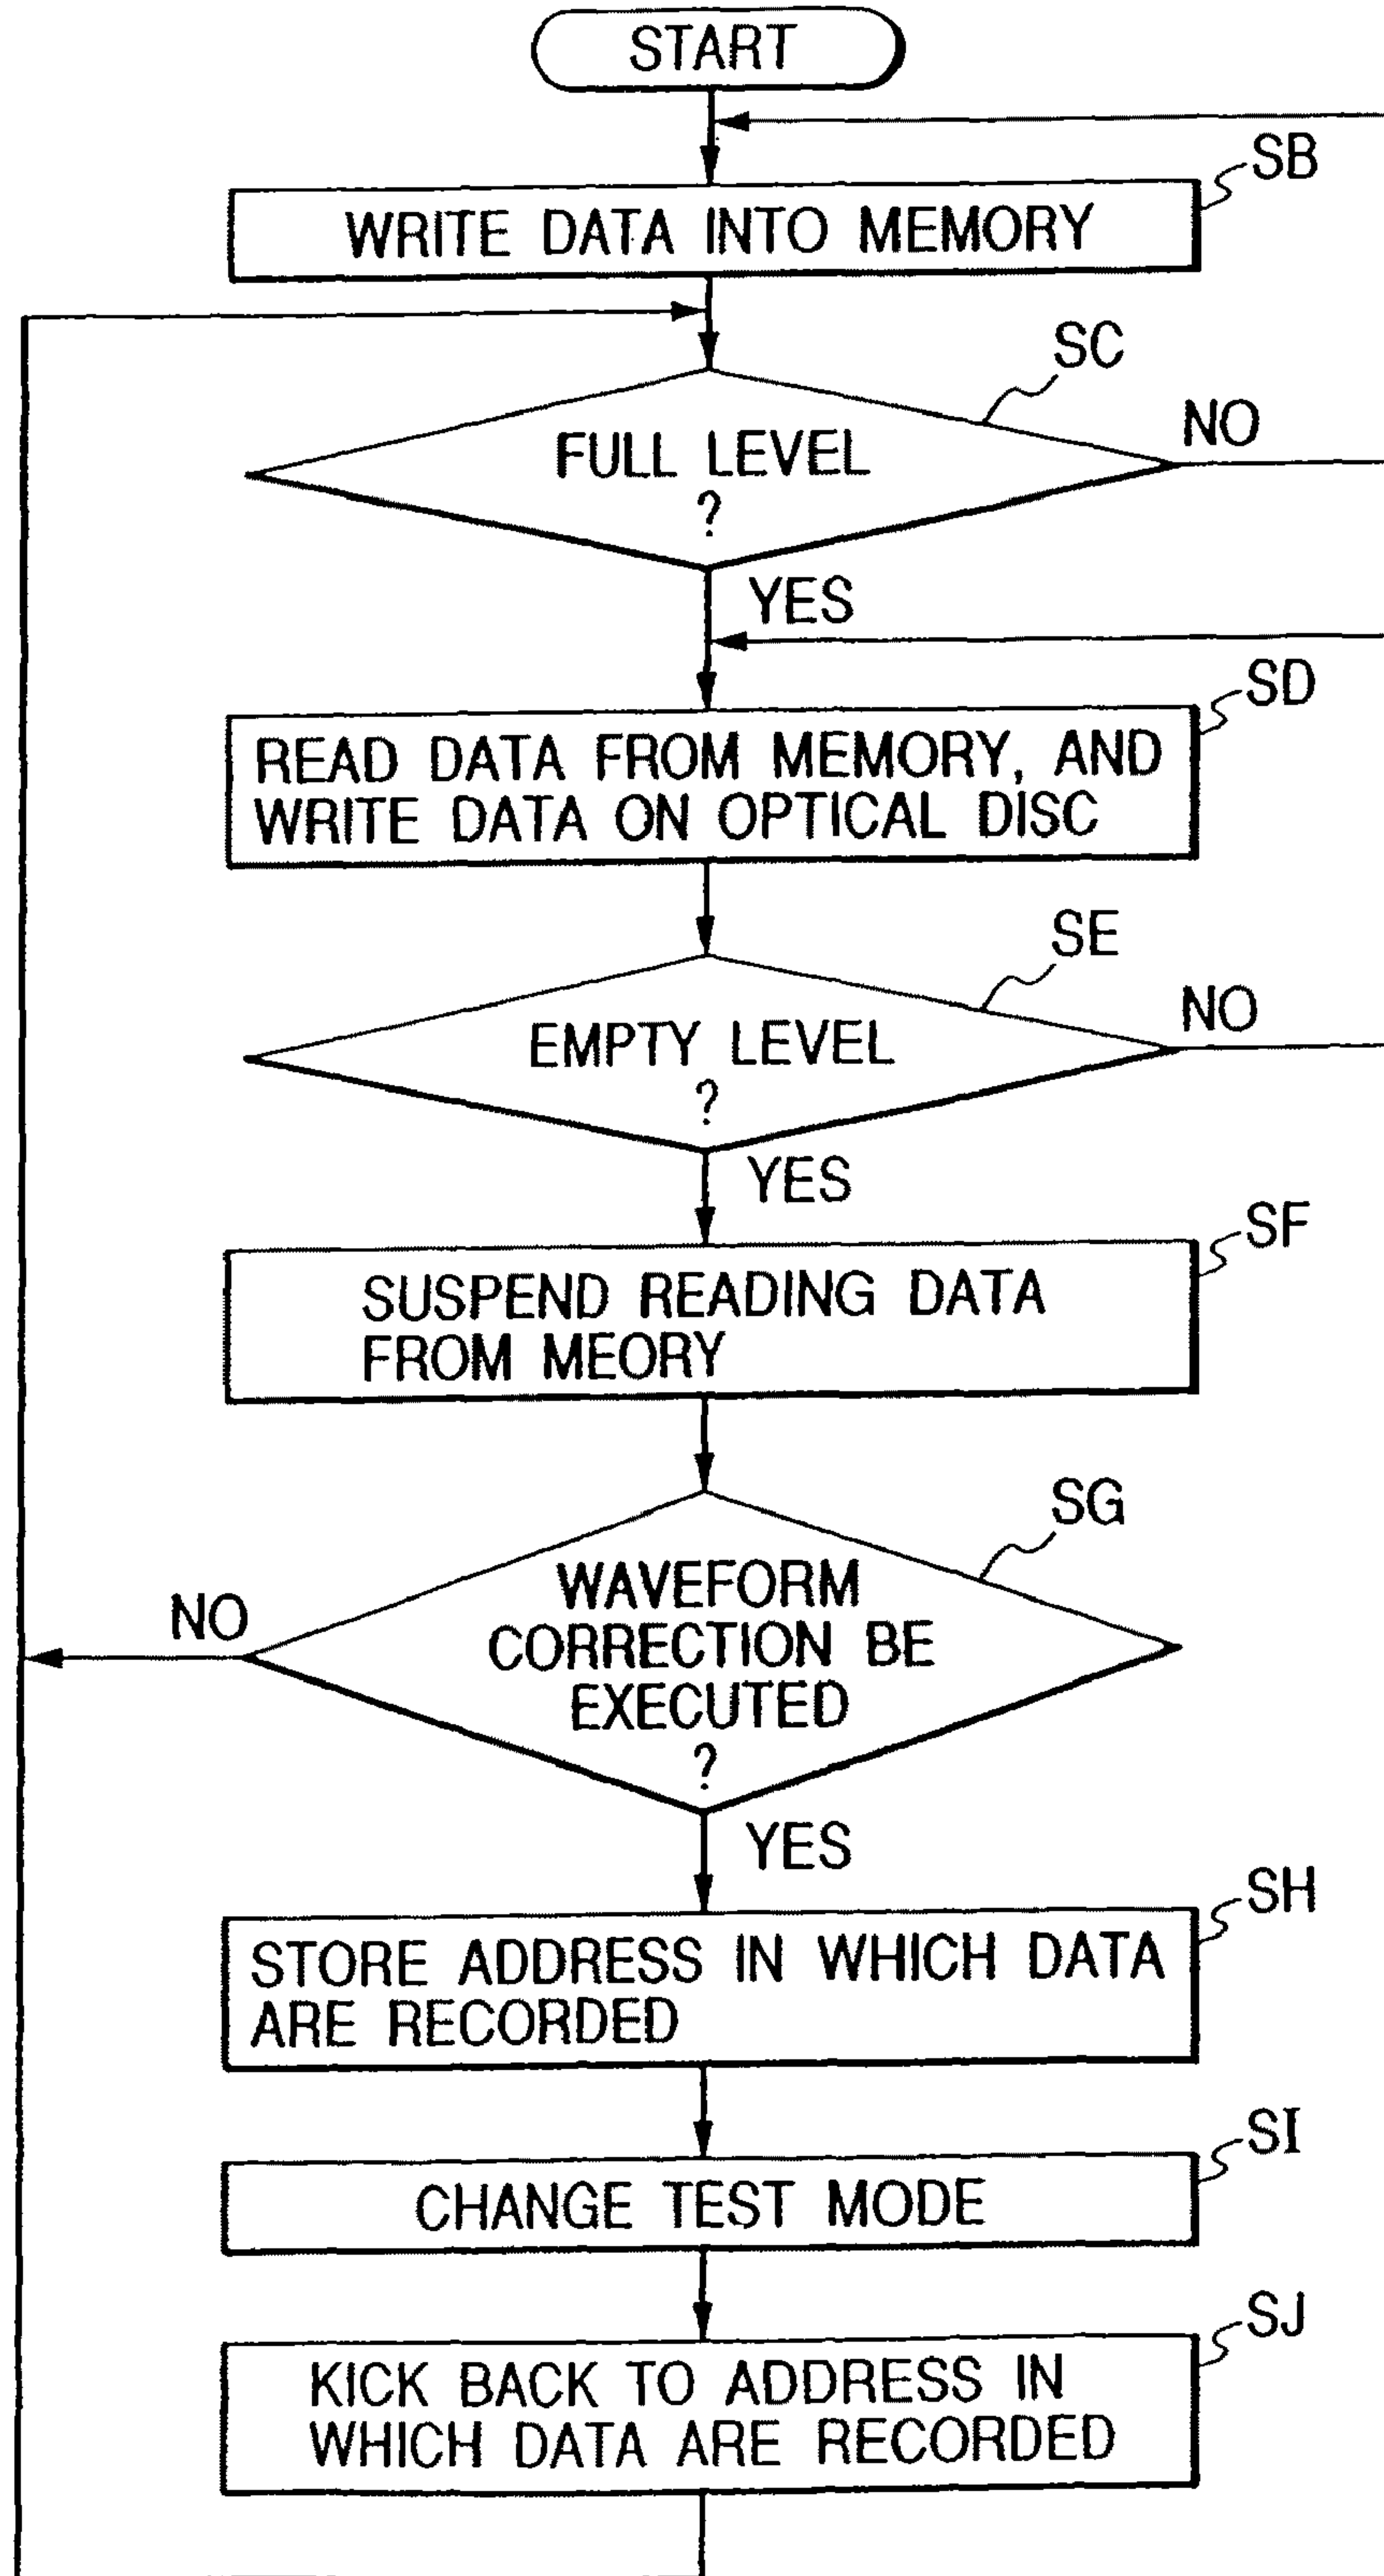 START
SB
WRITE DATA INTO MEMORY
SC
FULL LEVEL
?
NO
YES
SD
READ DATA FROM MEMORY, AND
WRITE DATA ON OPTICAL DISC
SE
EMPTY LEVEL
?
NO
YES
SF
SUSPEND READING DATA
FROM MEORY
SG
WAVEFORM
CORRECTION BE
EXECUTED
?
NO
YES
SH
STORE ADDRESS IN WHICH DATA
ARE RECORDED
SI
CHANGE TEST MODE
SJ
KICK BACK TO ADDRESS IN
WHICH DATA ARE RECORDED